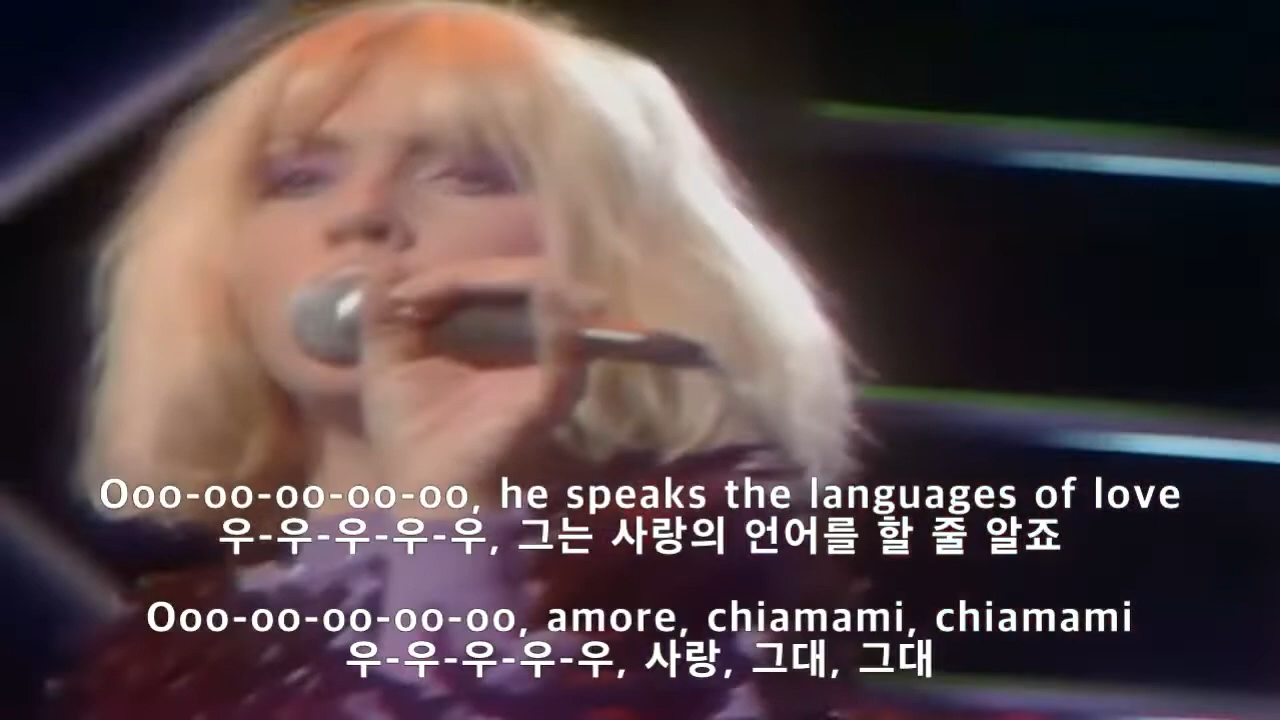 Ooo-oo-oo-oo-oo, he speaks the languages of love
우-우-우-우-우, 그는 사랑의 언어를 할 줄 알죠
Ooo-oo-oo-oo-oo, amore, chiamami, chiamami
우-우-우-우-우, 사랑, 그대, 그대